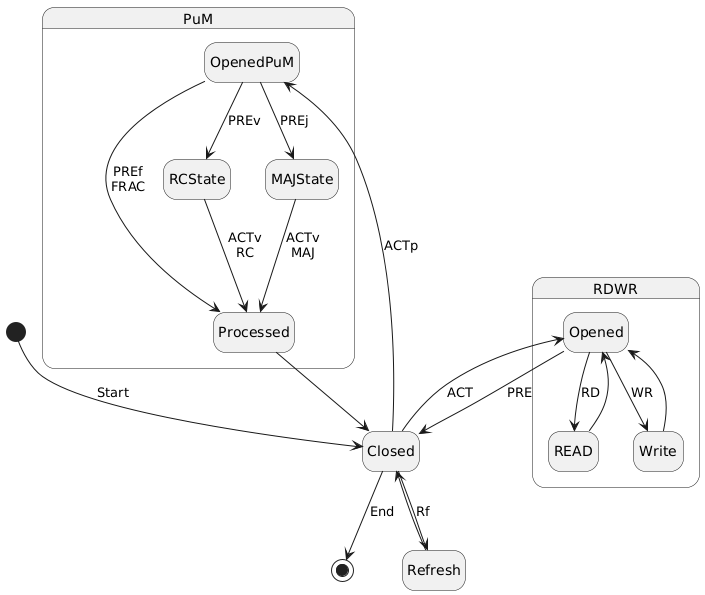 PuM
OpenedPuM
PREv
PREj
PREf
FRAC
RCState
MAJState
ACTv
RC
ACTv
MAJ
ACTp
RDWR
Processed
Opened
Start
ACT
PRE
RD
WR
Closed
READ
Write
End
Rf
Refresh